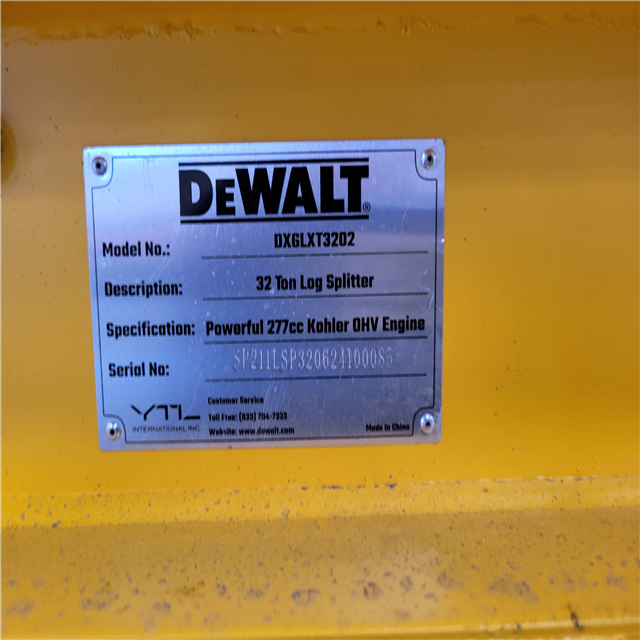 DEWALT®
Model No.: DXGLXT3202
Description: 32 Ton Log Splitter
Specification: Powerful 277cc Kohler OHV Engine
Serial No: SP211LSP320624100085
YTL
INTERNATIONAL INC.
Customer Service
Toll Free: (833) 784-7333
Website: www.dewalt.com
Made in China